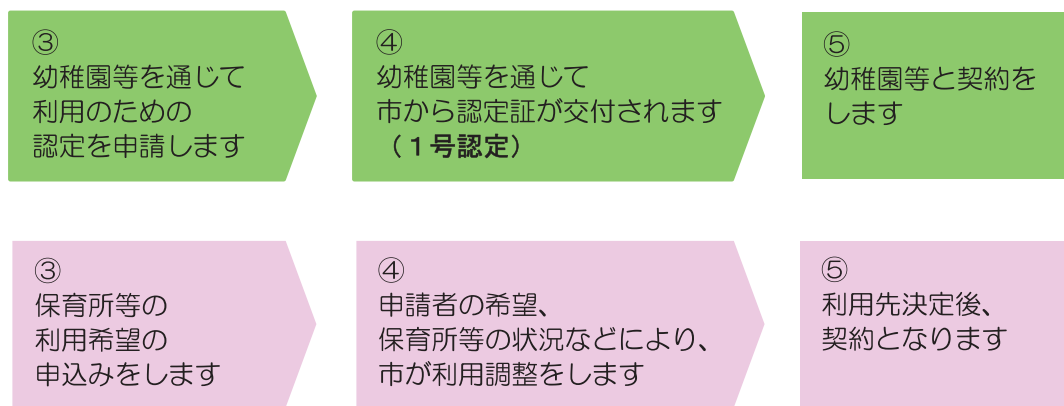 ③
幼稚園等を通じて
利用のための
認定を申請します
④
幼稚園等を通じて
市から認定証が交付されます
（１号認定）
⑤
幼稚園等と契約を
します
③
保育所等の
利用希望の
申込みをします
④
申請者の希望、
保育所等の状況などにより、
市が利用調整をします
⑤
利用先決定後、
契約となります